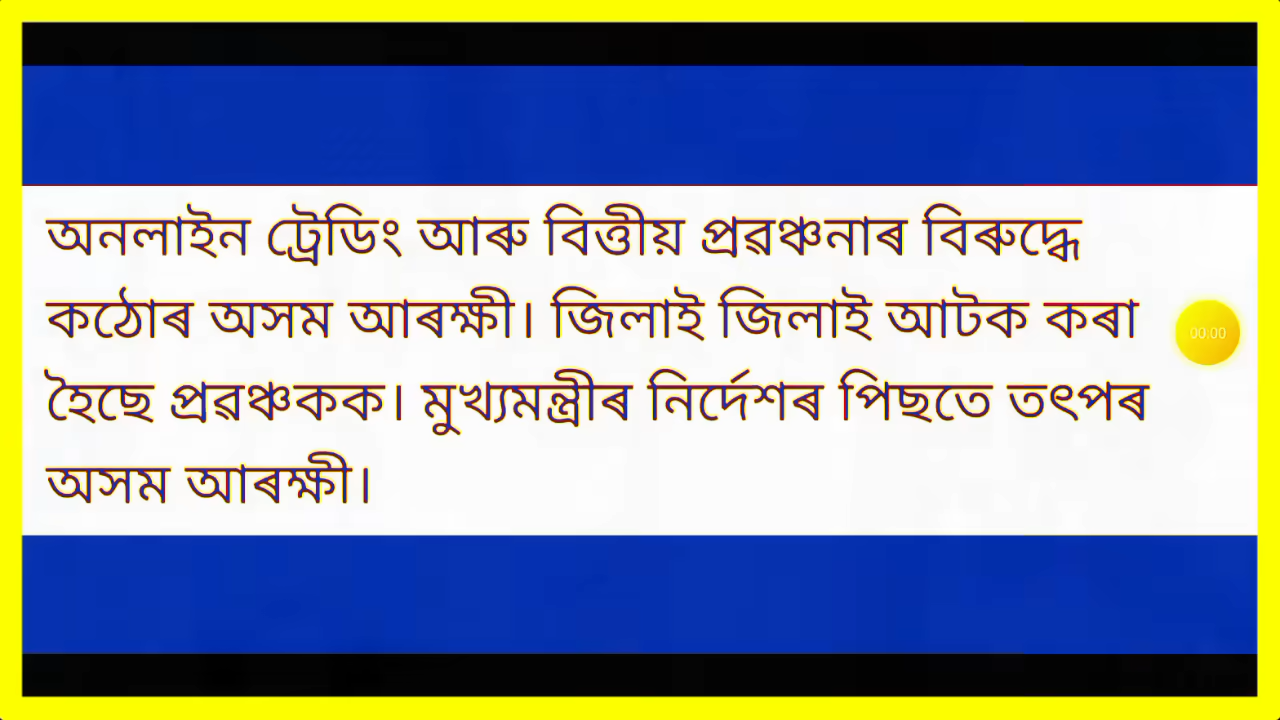 অনলাইন ট্ৰেডিং আৰু বিত্তীয় প্ৰৱঞ্চনাৰ বিৰুদ্ধে
কঠোৰ অসম আৰক্ষী। জিলাই জিলাই আটক কৰা
হৈছে প্ৰৱঞ্চকক। মুখ্যমন্ত্ৰীৰ নিৰ্দেশৰ পিছতে তৎপৰ
অসম আৰক্ষী।
00:00